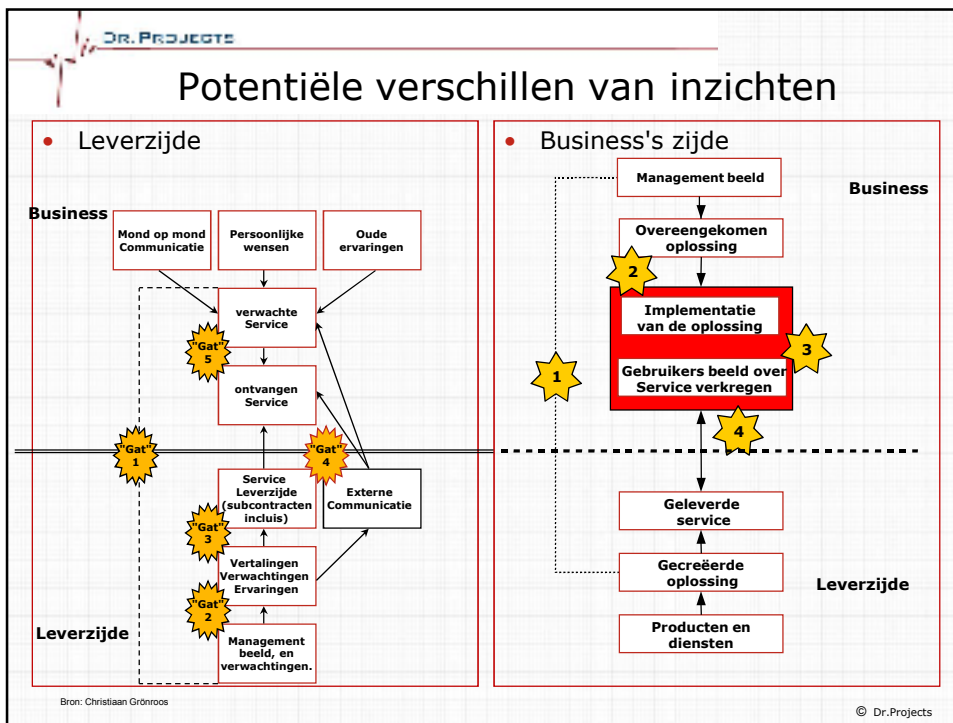 DR. PROJECTS
Potentiële verschillen van inzichten
• Leverzijde
Business
Mond op mond
Communicatie
Persoonlijke
wensen
Oude
ervaringen
verwachte
Service
"Gat"
5
ontvangen
Service
"Gat"
1
"Gat"
4
Service
Leverzijde
(subcontracten
incluis)
Externe
Communicatie
"Gat"
3
Vertalingen
Verwachtingen
Ervaringen
"Gat"
2
Leverzijde
Management
beeld, en
verwachtingen.
• Business's zijde
Management beeld
Business
Overeengekomen
oplossing
2
Implementatie
van de oplossing
3
1
Gebruikers beeld over
Service verkregen
4
Geleverde
service
Gecreëerde
oplossing
Leverzijde
Producten en
diensten
Bron: Christiaan Grönroos
© Dr.Projects